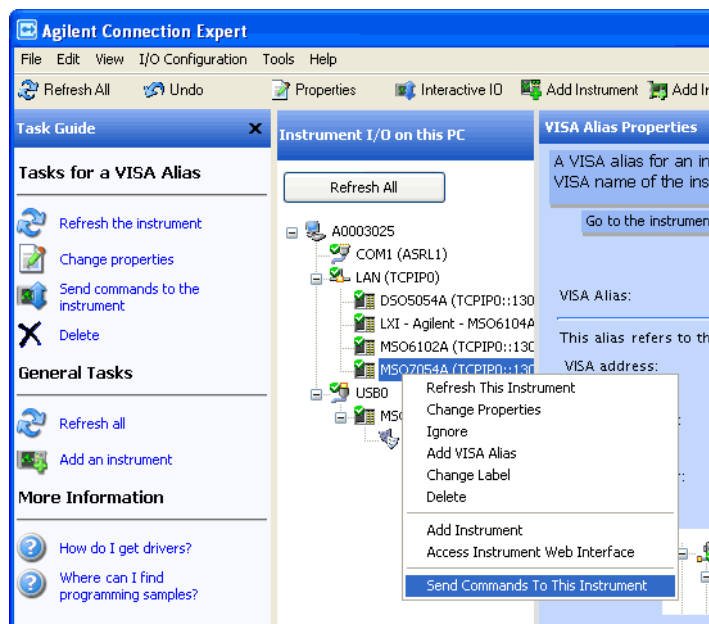 Agilent Connection Expert
File Edit View I/O Configuration Tools Help
Refresh All Undo Properties Interactive IO Add Instrument Add
Task Guide
Tasks for a VISA Alias
Refresh the instrument
Change properties
Send commands to the
instrument
Delete
General Tasks
Refresh all
Add an instrument
More Information
How do I get drivers?
Where can I find
programming samples?
Instrument I/O on this PC
Refresh All
A0003025
COM1 (ASRL1)
LAN (TCPIP0)
DSO5054A (TCPIP0::130
LXI - Agilent - MSO6104A
MSO6102A (TCPIP0::130
MSO7054A (TCPIP0::130
USB0
MSO
Refresh This Instrument
Change Properties
Ignore
Add VISA Alias
Change Label
Delete
Add Instrument
Access Instrument Web Interface
Send Commands To This Instrument
VISA Alias Properties
A VISA alias for an in
VISA name of the ins
Go to the instrumen
VISA Alias:
This alias refers to th
VISA address: